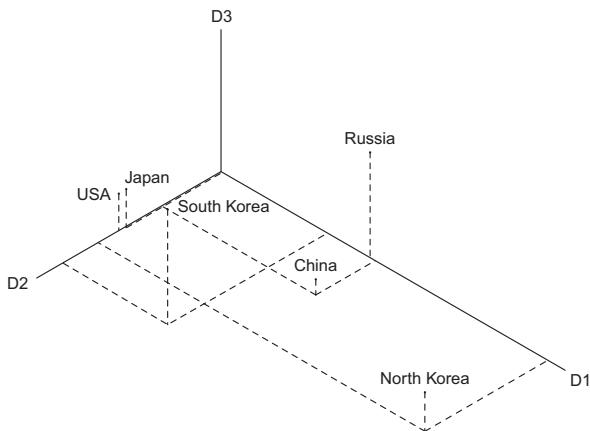 D3
Russia
Japan
USA
South Korea
China
D2
North Korea
D1